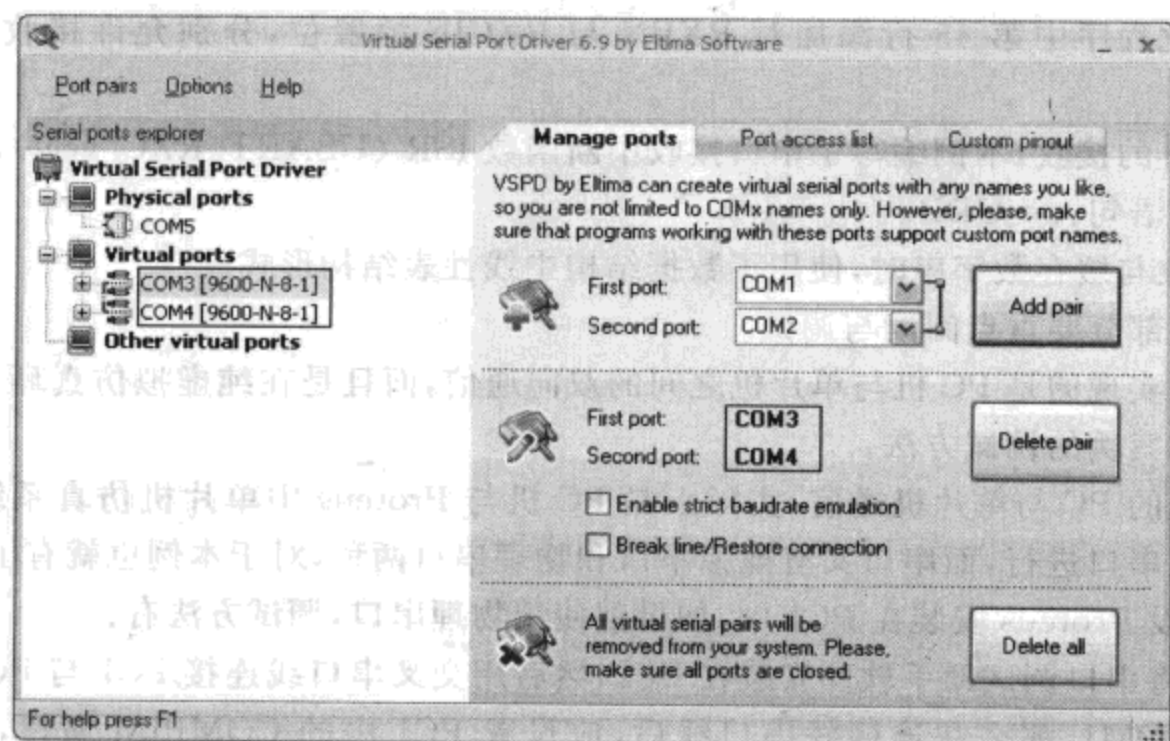 Virtual Serial Port Driver 6.9 by Eltima Software
Port pairs Options Help
Serial ports explorer
Virtual Serial Port Driver
Physical ports
COM5
Virtual ports
COM3 [9600-N-8-1]
COM4 [9600-N-8-1]
Other virtual ports
Manage ports Port access list Custom pinout
VSPD by Eltima can create virtual serial ports with any names you like,
so you are not limited to COMx names only. However, please, make
sure that programs working with these ports support custom port names.
First port: COM1
Second port: COM2
Add pair
First port: COM3
Second port: COM4
Delete pair
Enable strict baudrate emulation
Break line/Restore connection
All virtual serial pairs will be
removed from your system. Please,
make sure all ports are closed.
Delete all
For help press F1